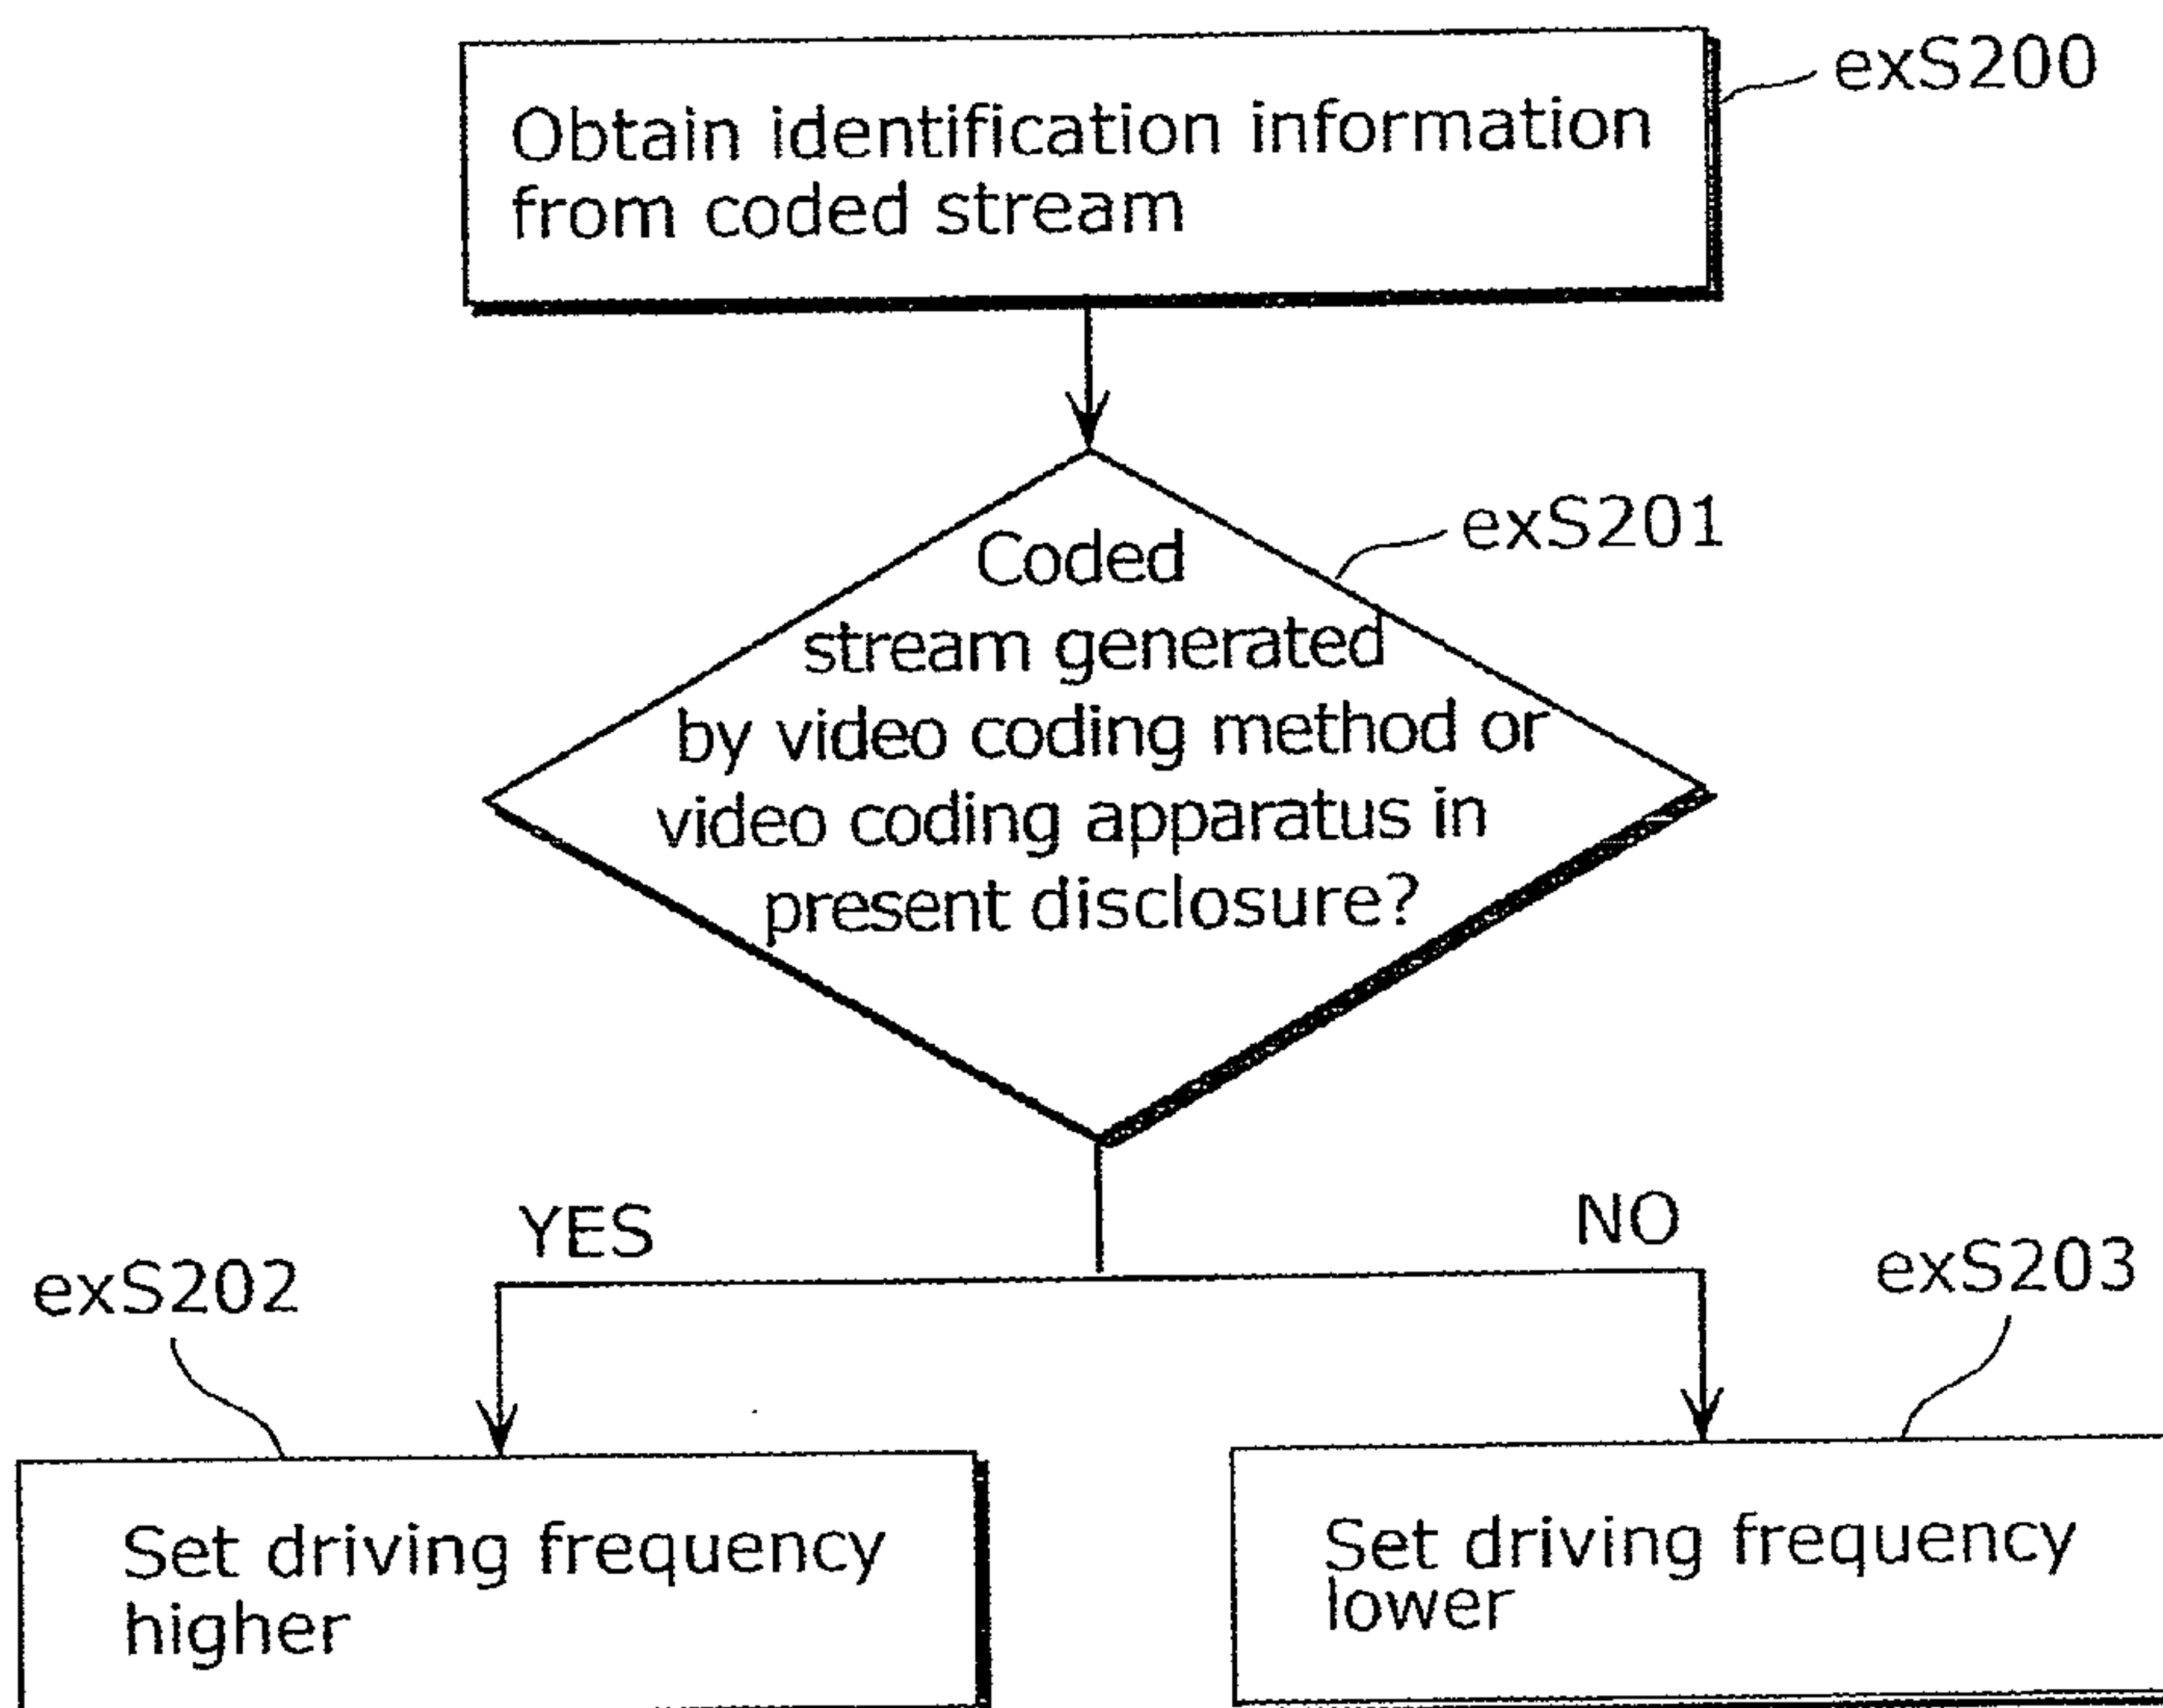 exS200
Obtain identification information
from coded stream
exS201
Coded
stream generated
by video coding method or
video coding apparatus in
present disclosure?
YES
NO
exS202
exS203
Set driving frequency
higher
Set driving frequency
lower